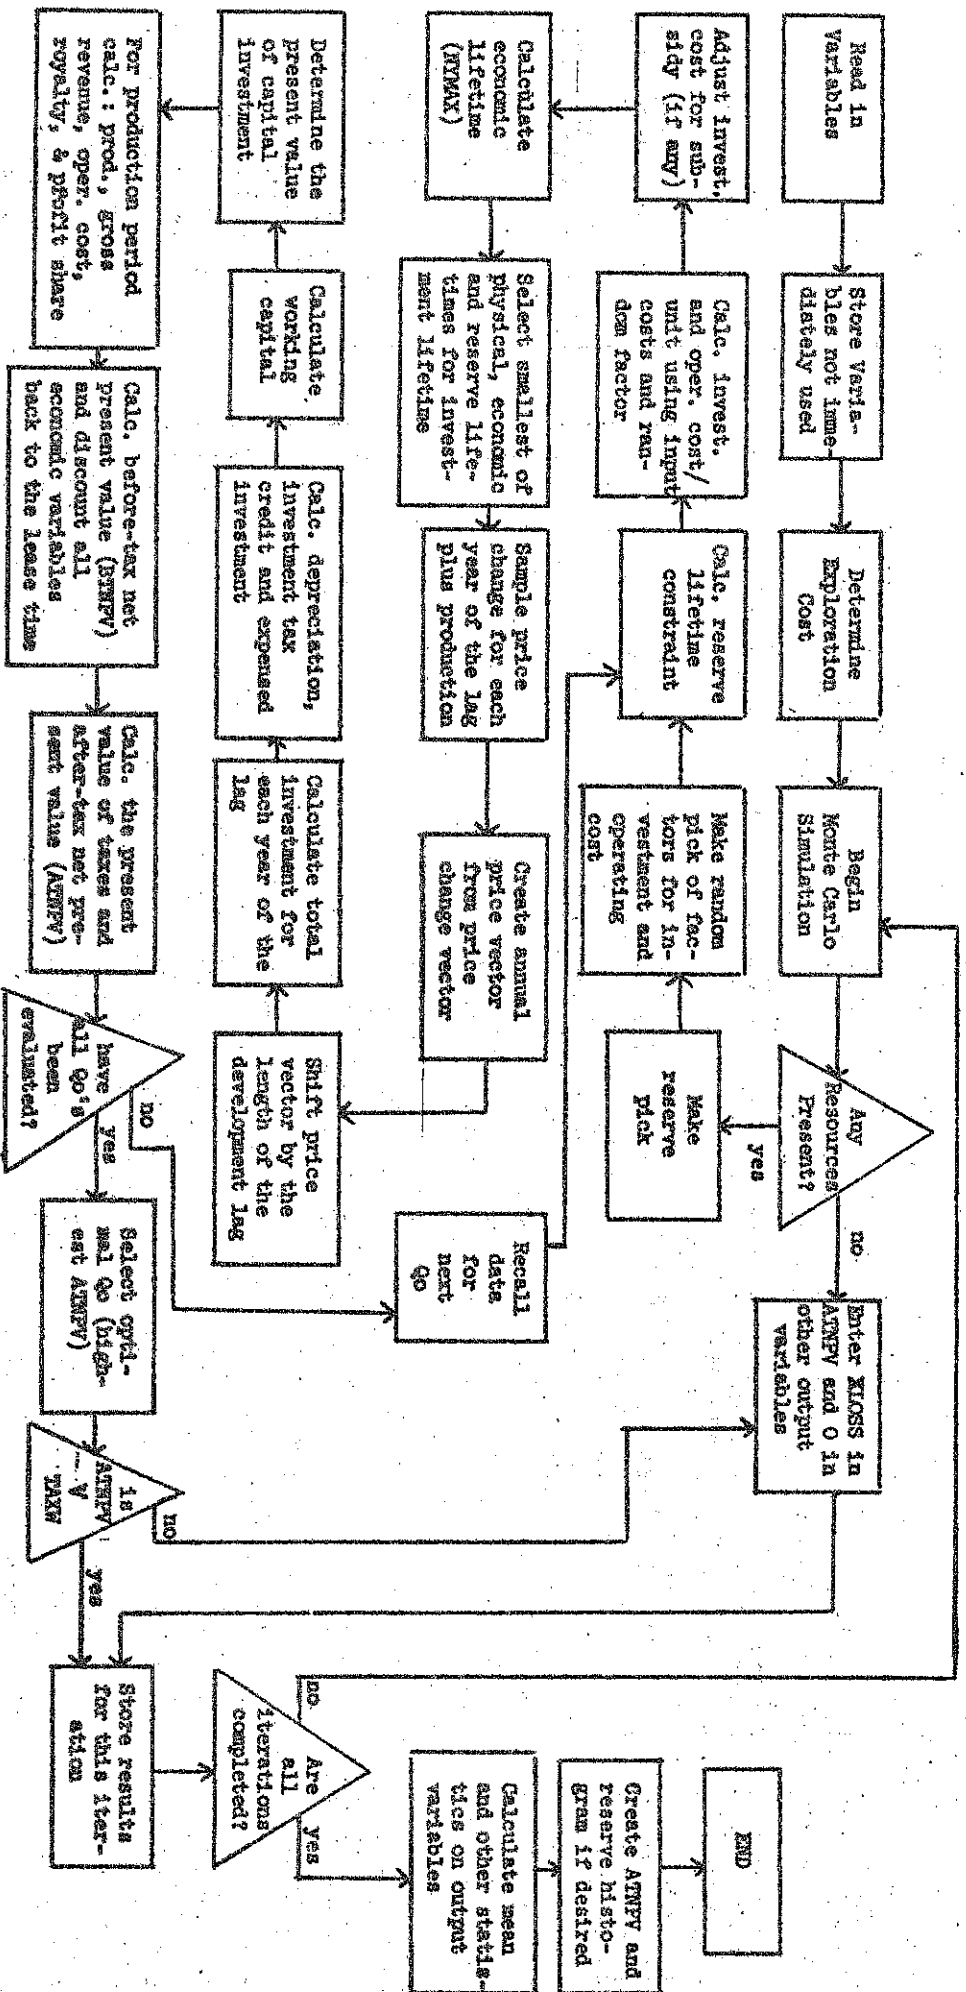 Read in
Variables
Store Varia-
bles not imme-
diately used
Determine
Exploration
Cost
Begin
Monte Carlo
Simulation
Any
Resources
Present?
no
yes
Enter XLOSS in
ATNPV and 0 in
other output
variables
END
Make
reserve
pick
Make random
pick of fac-
tors for in-
vestment and
operating
cost
Calc. reserve
lifetime
constraint
Calc. invest.
and oper. cost/
unit using input
costs and ran-
dom factor
Adjust invest.
cost for sub-
sidy (if any)
Calculate
economic
lifetime
(NYMAX)
Select smallest of
physical, economic
and reserve life-
times for invest-
ment lifetime
Sample price
change for each
year of the lag
plus production
Create annual
price vector
from price
change vector
Recall
data
for
next
Qo
Create ATNPV and
reserve histo-
gram if desired
Calculate mean
and other statis-
tics on output
variables
Shift price
vector by the
length of the
development lag
Calculate total
investment for
each year of the
lag
Calc. depreciation,
investment tax
credit and expensed
investment
Calculate
working
capital
Determine the
present value
of capital
investment
For production period
calc.: prod., gross
revenue, oper. cost,
royalty, & profit share
Calc. before-tax net
present value (BTNPV)
and discount all
economic variables
back to the lease time
Calc. the present
value of taxes and
after-tax net pre-
sent value (ATNPV)
have
all Qo's
been
evaluated?
no
yes
Select opti-
mal Qo (high-
est ATNPV)
is
ATNPV
TAXW
no
yes
Store results
for this iter-
ation
Are
all
iterations
completed?
no
yes